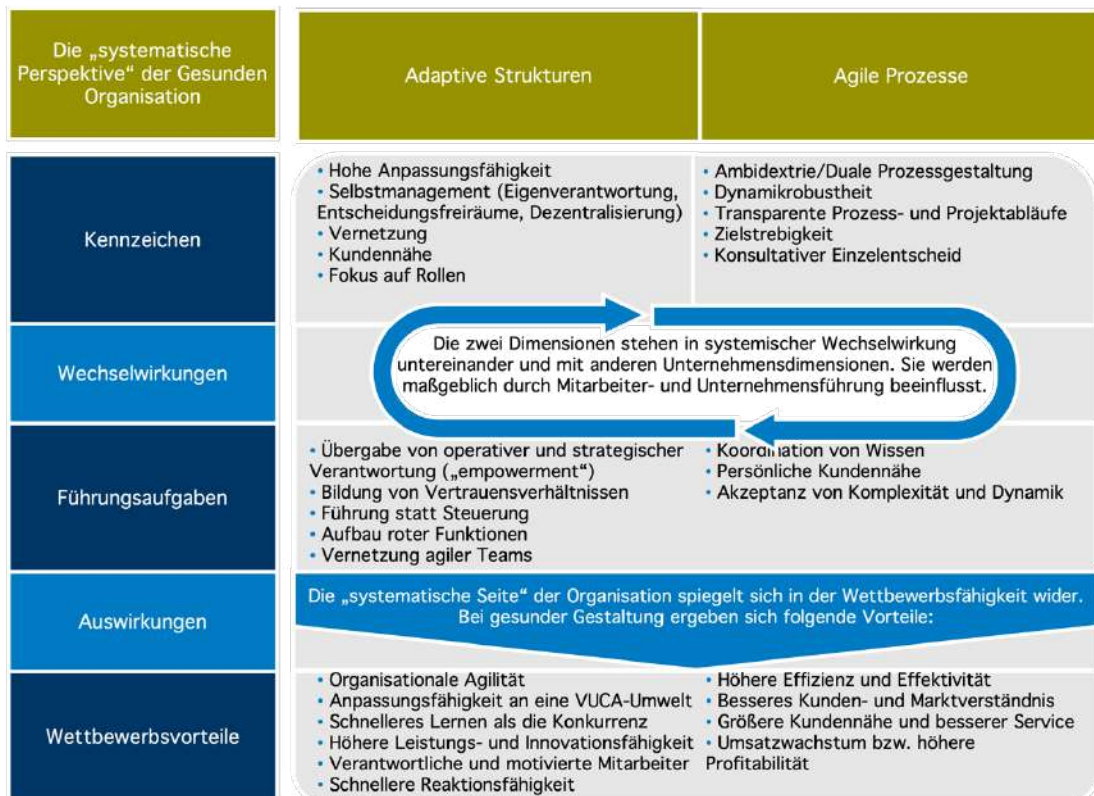 Die „systematische
Perspektive“ der Gesunden
Organisation
Adaptive Strukturen
Agile Prozesse
Kennzeichen
• Hohe Anpassungsfähigkeit
• Selbstmanagement (Eigenverantwortung,
Entscheidungsfreiräume, Dezentralisierung)
• Vernetzung
• Kundennähe
• Fokus auf Rollen
• Ambidextrie/Duale Prozessgestaltung
• Dynamikrobustheit
• Transparente Prozess- und Projektabläufe
• Zielstrebigkeit
• Konsultativer Einzelentscheid
Wechselwirkungen
Die zwei Dimensionen stehen in systemischer Wechselwirkung
untereinander und mit anderen Unternehmensdimensionen. Sie werden
maßgeblich durch Mitarbeiter- und Unternehmensführung beeinflusst.
Führungsaufgaben
• Übergabe von operativer und strategischer
Verantwortung („empowerment“)
• Bildung von Vertrauensverhältnissen
• Führung statt Steuerung
• Aufbau roter Funktionen
• Vernetzung agiler Teams
• Koordination von Wissen
• Persönliche Kundennähe
• Akzeptanz von Komplexität und Dynamik
Auswirkungen
Die „systematische Seite“ der Organisation spiegelt sich in der Wettbewerbsfähigkeit wider.
Bei gesunder Gestaltung ergeben sich folgende Vorteile:
Wettbewerbsvorteile
• Organisationale Agilität
• Anpassungsfähigkeit an eine VUCA-Umwelt
• Schnelleres Lernen als die Konkurrenz
• Höhere Leistungs- und Innovationsfähigkeit
• Verantwortliche und motivierte Mitarbeiter
• Schnellere Reaktionsfähigkeit
• Höhere Effizienz und Effektivität
• Besseres Kunden- und Marktverständnis
• Größere Kundennähe und besserer Service
• Umsatzwachstum bzw. höhere
Profitabilität